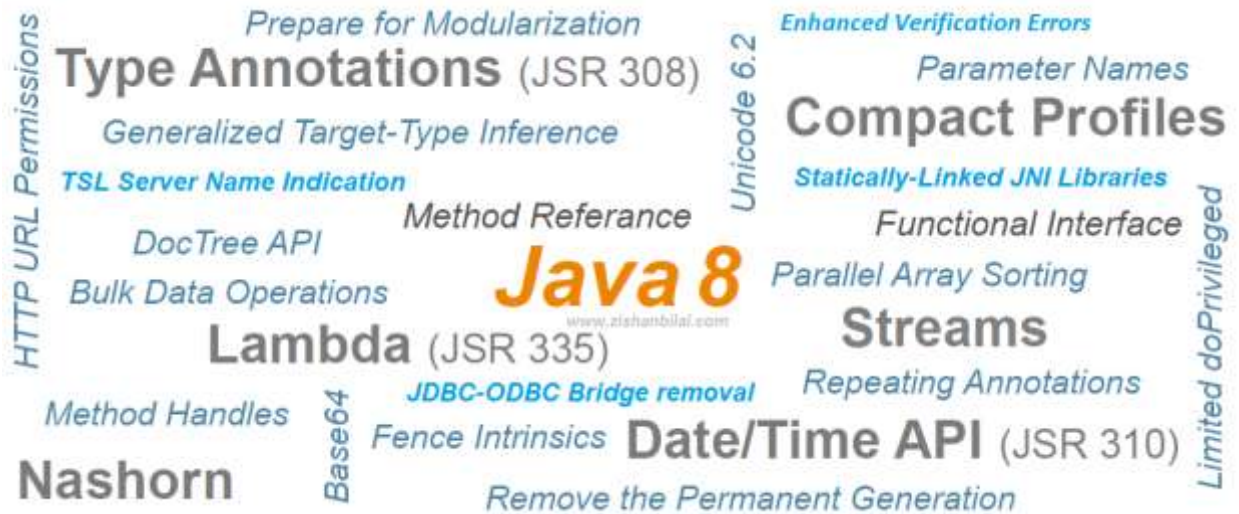 Prepare for Modularization
Enhanced Verification Errors
HTTP URL Permissions
Type Annotations (JSR 308)
Unicode 6.2
Parameter Names
Compact Profiles
Generalized Target-Type Inference
TSL Server Name Indication
Statically-Linked JNI Libraries
Method Referance
Functional Interface
Limited doPrivileged
DocTree API
Java 8
Parallel Array Sorting
Bulk Data Operations
www.zishanbilal.com
Streams
Lambda (JSR 335)
Repeating Annotations
JDBC-ODBC Bridge removal
Method Handles
Base64
Fence Intrinsics
Date/Time API (JSR 310)
Nashorn
Remove the Permanent Generation